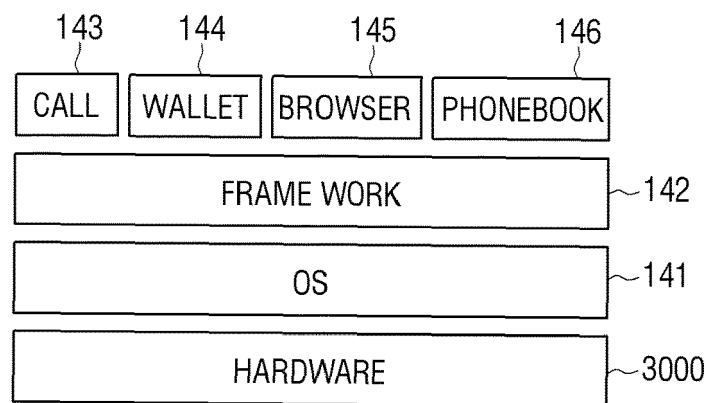 143 144 145 146
CALL WALLET BROWSER PHONEBOOK
FRAME WORK 142
OS 141
HARDWARE 3000